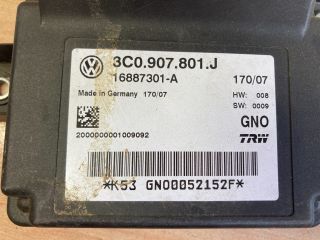 3C0.907.801.J
16887301-A 170/07
Made in Germany 170/07 HW: 008
SW: 0009
GNO
2000000001009092 TRW
*K53 GNO0052152F*